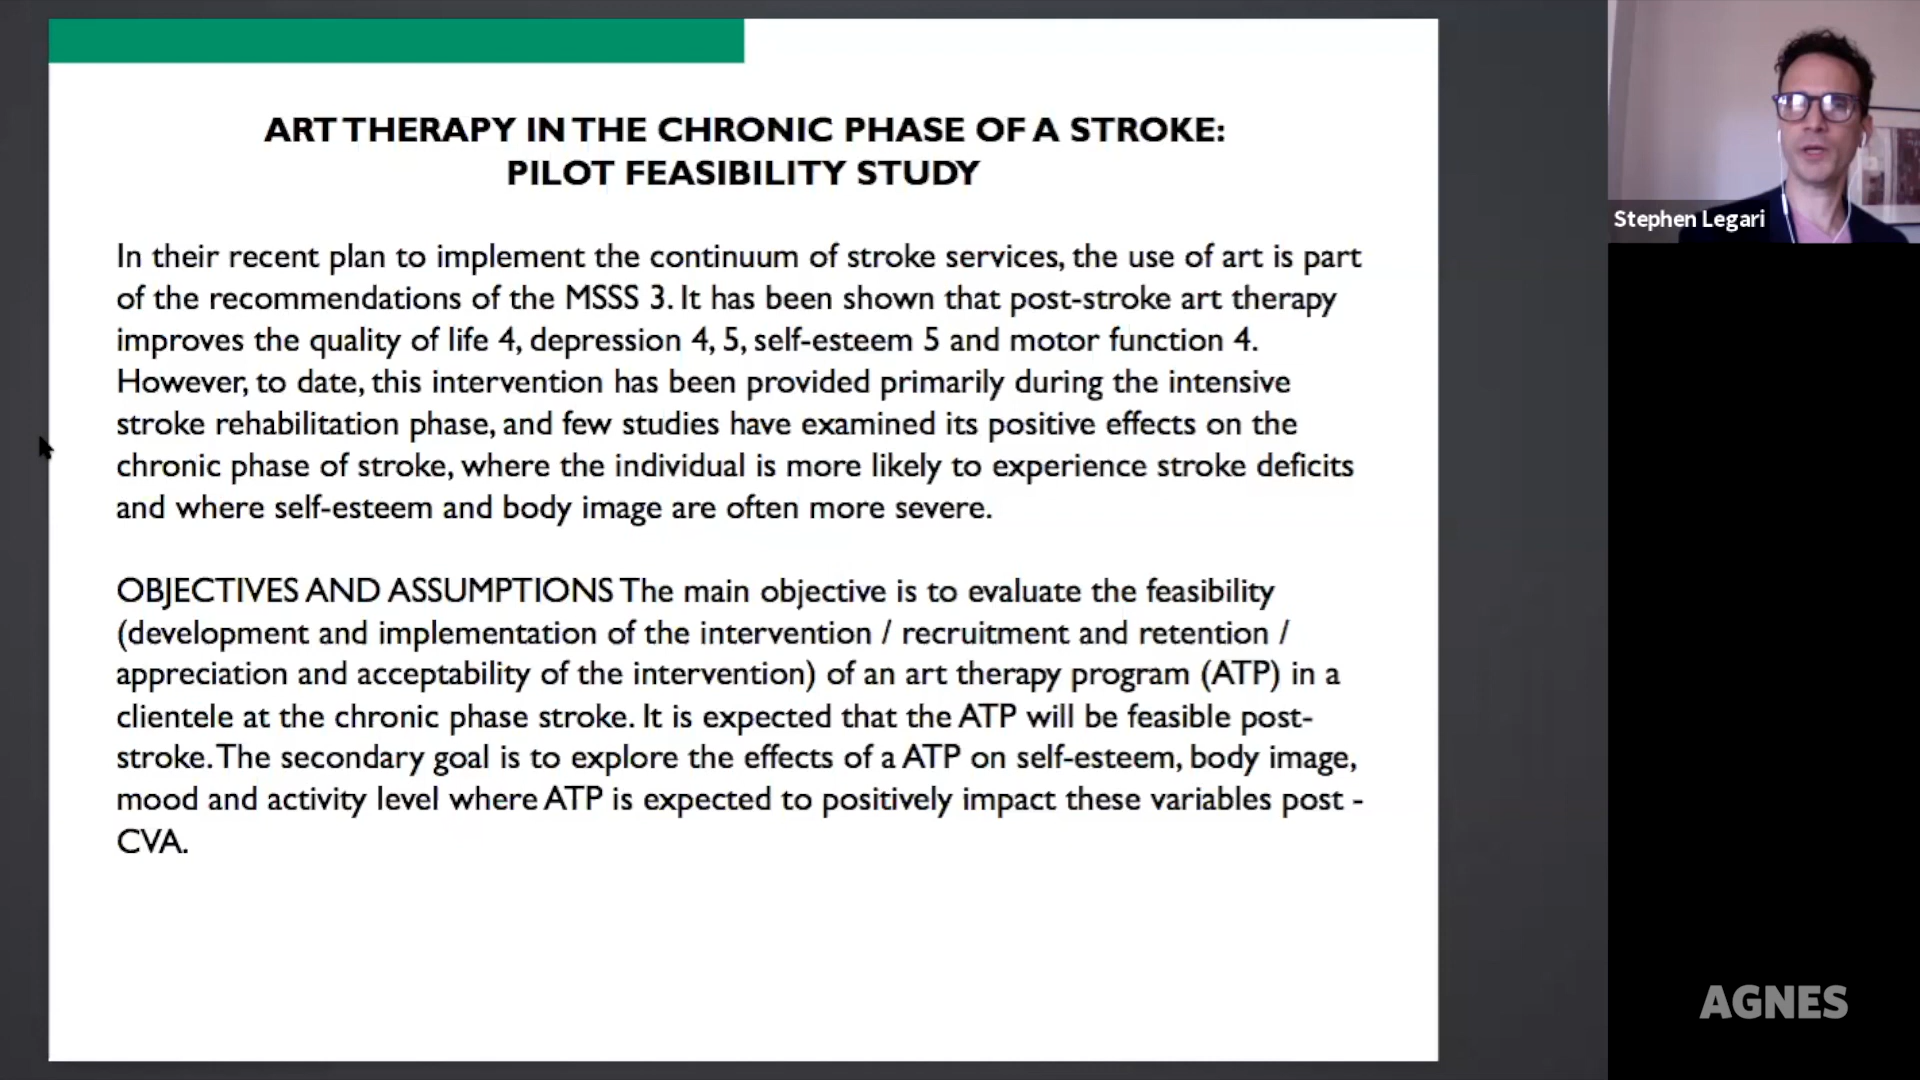 ART THERAPY IN THE CHRONIC PHASE OF A STROKE:
PILOT FEASIBILITY STUDY
In their recent plan to implement the continuum of stroke services, the use of art is part
of the recommendations of the MSSS 3. It has been shown that post-stroke art therapy
improves the quality of life 4, depression 4, 5, self-esteem 5 and motor function 4.
However, to date, this intervention has been provided primarily during the intensive
stroke rehabilitation phase, and few studies have examined its positive effects on the
chronic phase of stroke, where the individual is more likely to experience stroke deficits
and where self-esteem and body image are often more severe.
OBJECTIVES AND ASSUMPTIONS The main objective is to evaluate the feasibility
(development and implementation of the intervention / recruitment and retention /
appreciation and acceptability of the intervention) of an art therapy program (ATP) in a
clientele at the chronic phase stroke. It is expected that the ATP will be feasible post-
stroke. The secondary goal is to explore the effects of a ATP on self-esteem, body image,
mood and activity level where ATP is expected to positively impact these variables post -
CVA.
Stephen Legari
AGNES